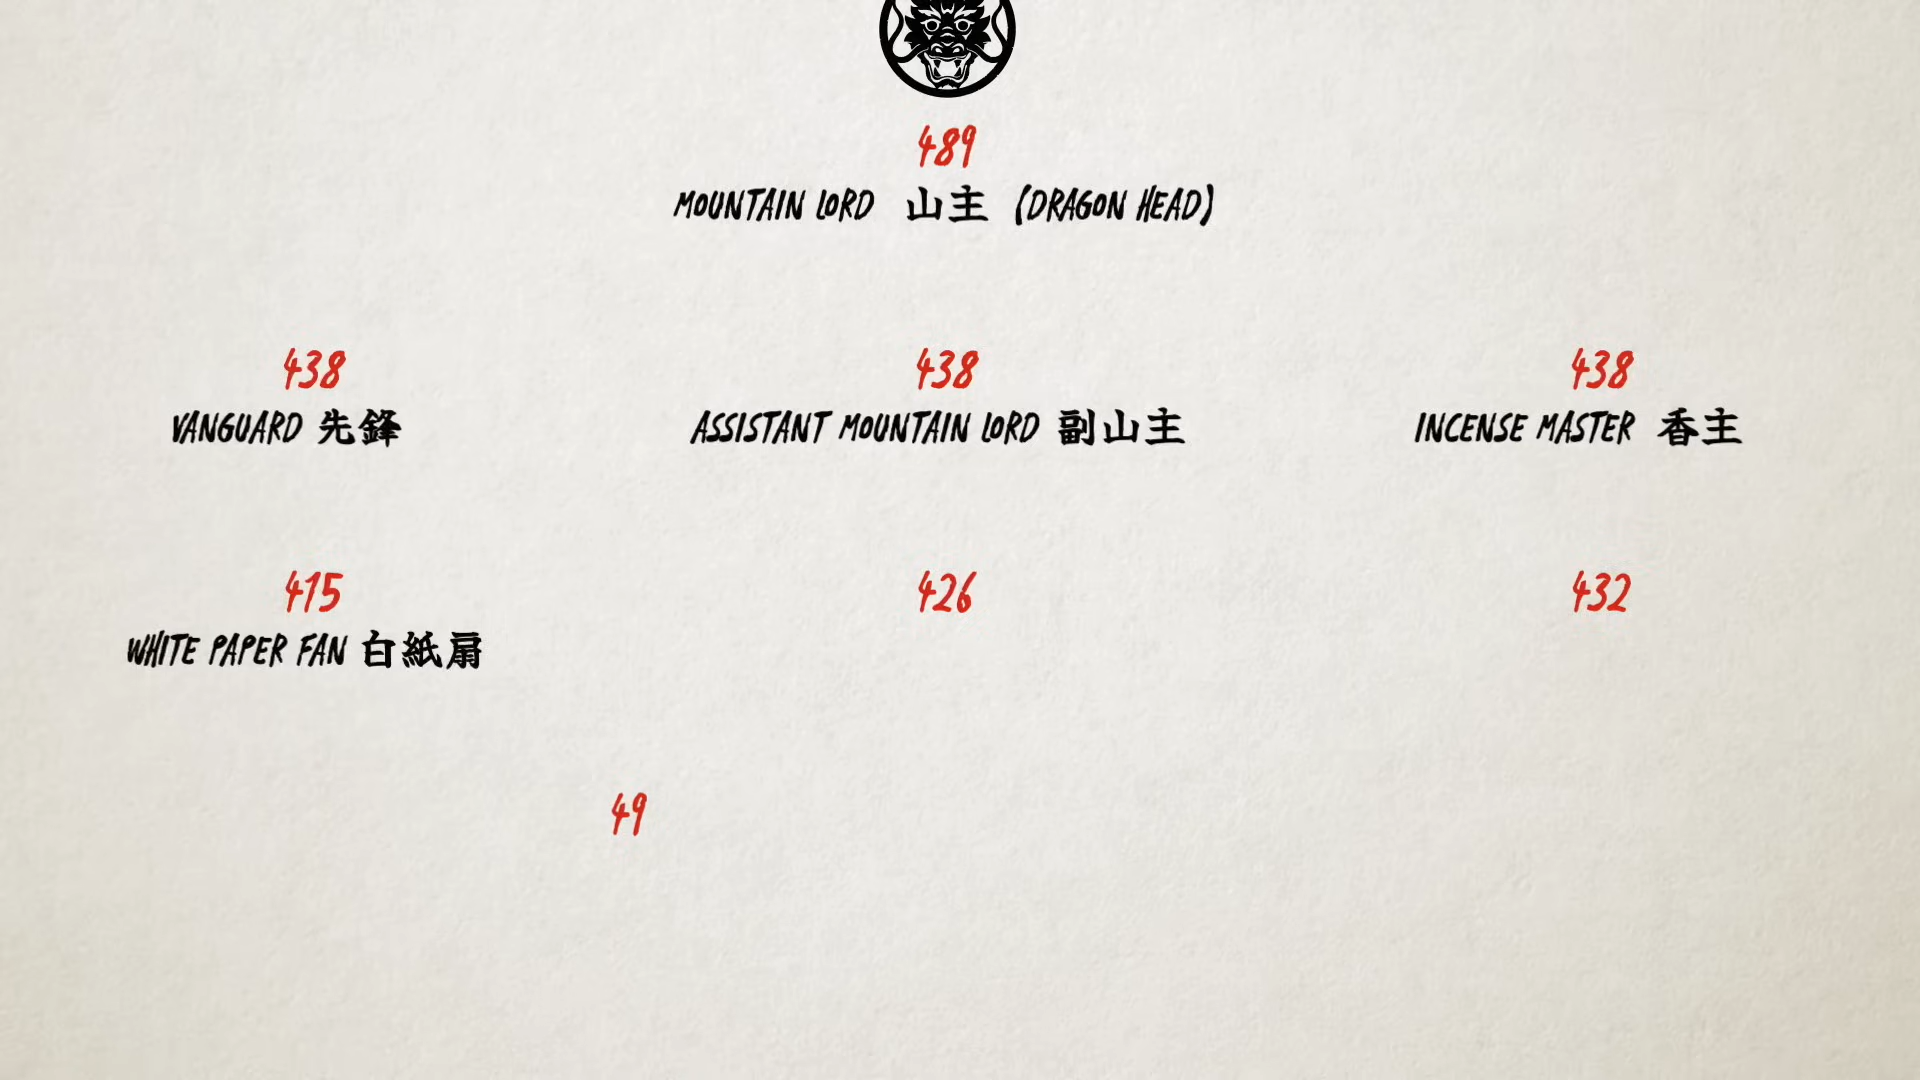 489
MOUNTAIN LORD 山主 (DRAGON HEAD)
438 438 438
VANGUARD 先鋒 ASSISTANT MOUNTAIN LORD 副山主 INCENSE MASTER 香主
415 426 432
WHITE PAPER FAN 白紙扇
49